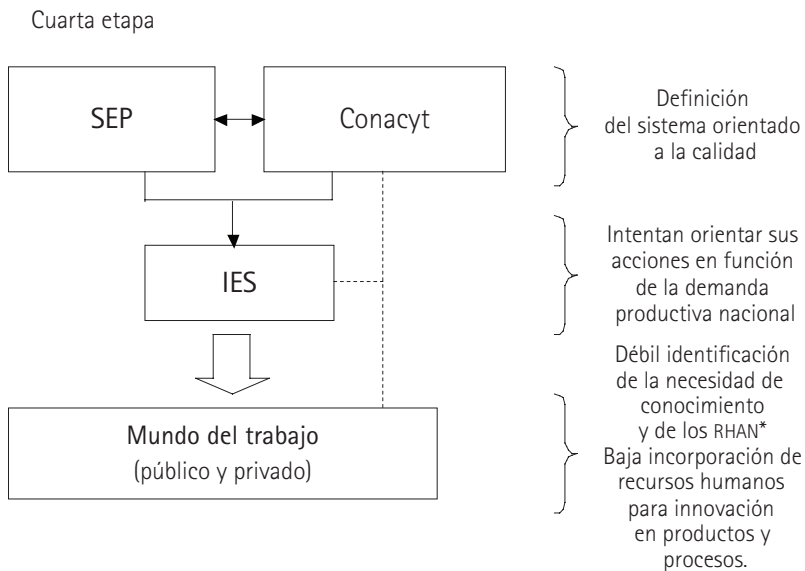 Cuarta etapa
SEP
Conacyt
Definición
del sistema orientado
a la calidad
IES
Intentan orientar sus
acciones en función
de la demanda
productiva nacional
Mundo del trabajo
(público y privado)
Débil identificación
de la necesidad de
conocimiento
y de los RHAN*
Baja incorporación de
recursos humanos
para innovación
en productos y
procesos.